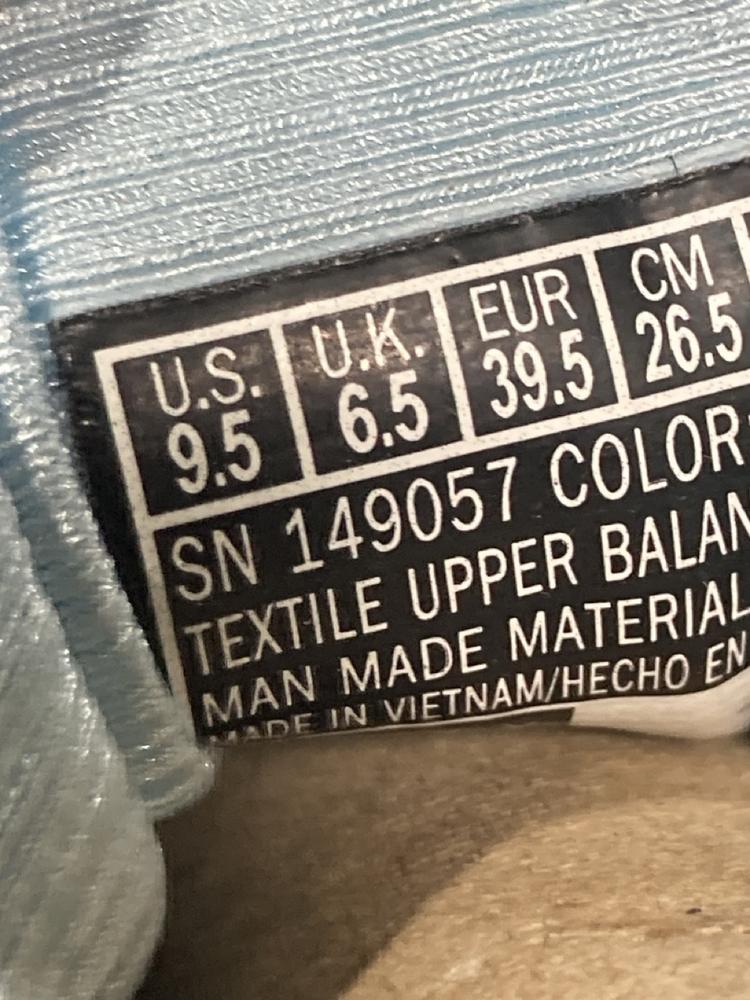 U.S. U.K. EUR CM
9.5 6.5 39.5 26.5
SN 149057 COLOR
TEXTILE UPPER BALAN
MAN MADE MATERIAL
MADE IN VIETNAM/HECHO EN